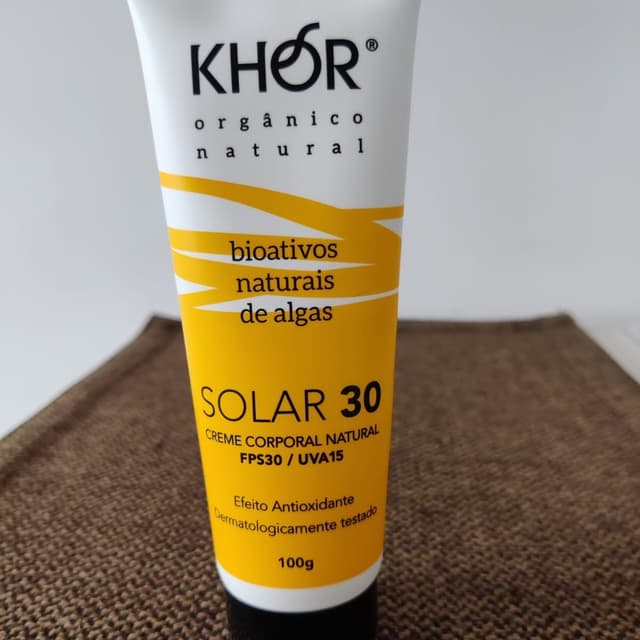 KHOR®
orgânico
natural
bioativos
naturais
de algas
SOLAR 30
CREME CORPORAL NATURAL
FPS30 / UVA15
Efeito Antioxidante
Dermatologicamente testado
100g